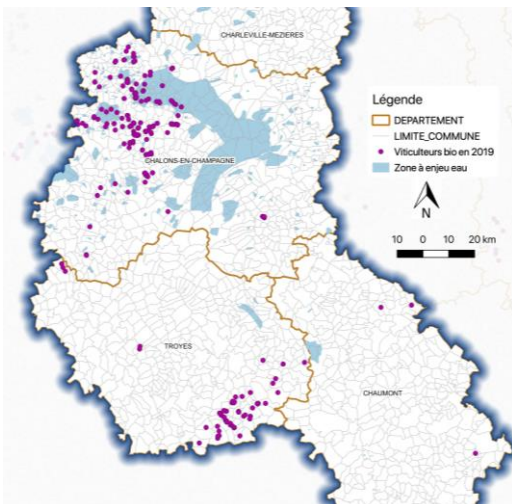 CHARLEVILLE-MEZIERES
Légende
DEPARTEMENT
LIMITE_COMMUNE
Viticulteurs bio en 2019
Zone à enjeu eau
CHALONS-EN-CHAMPAGNE
N
10 0 10 20 km
TROYES
CHAUMONT